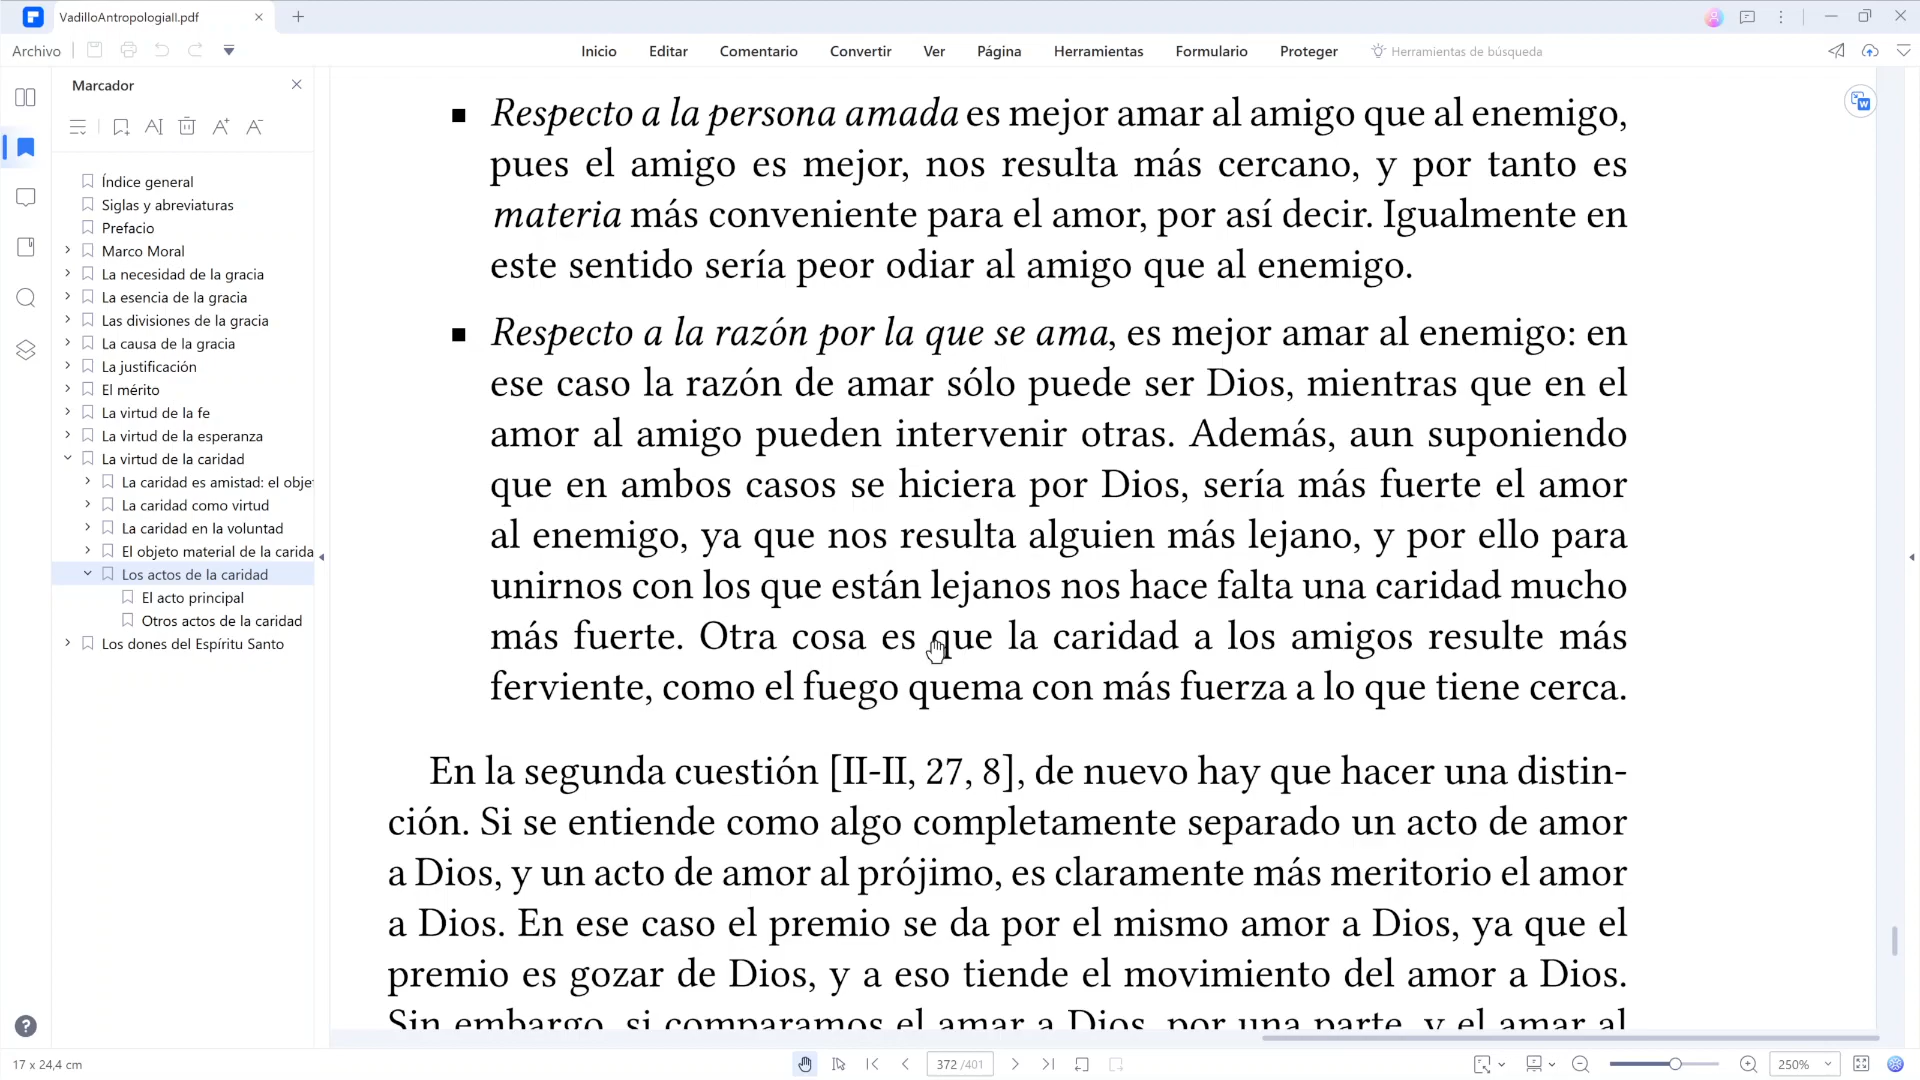 VadilloAntropologiaII.pdf
Archivo
Inicio
Editar
Comentario
Convertir
Ver
Página
Herramientas
Formulario
Proteger
Herramientas de búsqueda
Marcador
Índice general
Siglas y abreviaturas
Prefacio
Marco Moral
La necesidad de la gracia
La esencia de la gracia
Las divisiones de la gracia
La causa de la gracia
La justificación
El mérito
La virtud de la fe
La virtud de la esperanza
La virtud de la caridad
La caridad es amistad: el obje
La caridad como virtud
La caridad en la voluntad
El objeto material de la carida
Los actos de la caridad
El acto principal
Otros actos de la caridad
Los dones del Espíritu Santo
Respecto a la persona amada es mejor amar al amigo que al enemigo,
pues el amigo es mejor, nos resulta más cercano, y por tanto es
materia más conveniente para el amor, por así decir. Igualmente en
este sentido sería peor odiar al amigo que al enemigo.
Respecto a la razón por la que se ama, es mejor amar al enemigo: en
ese caso la razón de amar sólo puede ser Dios, mientras que en el
amor al amigo pueden intervenir otras. Además, aun suponiendo
que en ambos casos se hiciera por Dios, sería más fuerte el amor
al enemigo, ya que nos resulta alguien más lejano, y por ello para
unirnos con los que están lejanos nos hace falta una caridad mucho
más fuerte. Otra cosa es que la caridad a los amigos resulte más
ferviente, como el fuego quema con más fuerza a lo que tiene cerca.
En la segunda cuestión [II-II, 27, 8], de nuevo hay que hacer una distin-
ción. Si se entiende como algo completamente separado un acto de amor
a Dios, y un acto de amor al prójimo, es claramente más meritorio el amor
a Dios. En ese caso el premio se da por el mismo amor a Dios, ya que el
premio es gozar de Dios, y a eso tiende el movimiento del amor a Dios.
Sin embargo, si comparamos el amar a Dios, por una parte, y el amar al
17 x 24,4 cm
372 /401
250%